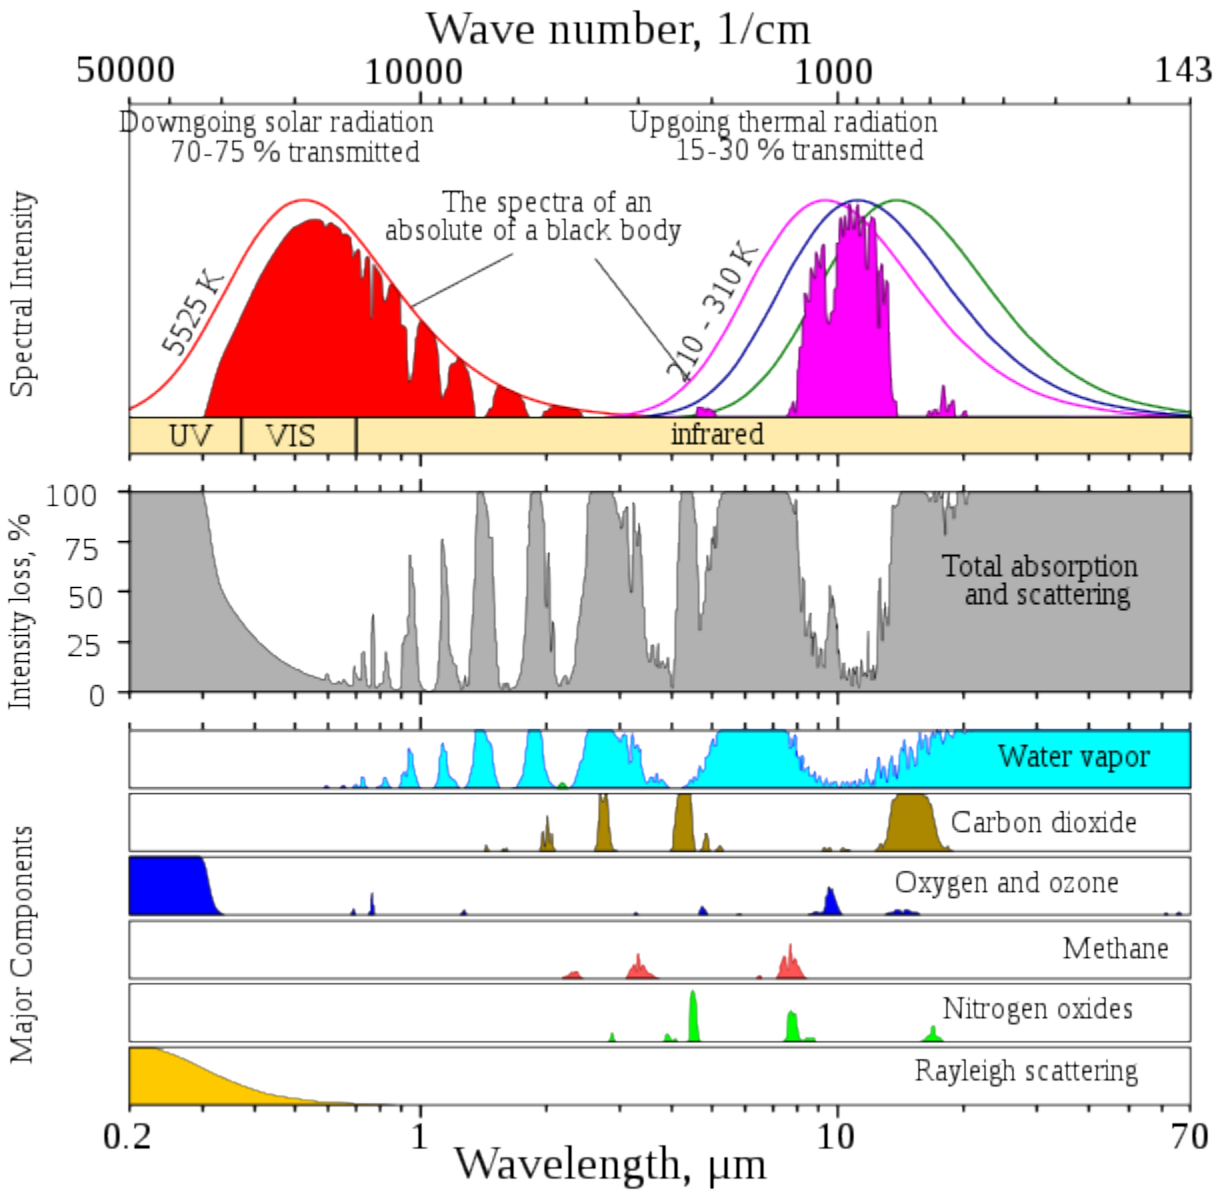 Wave number, 1/cm
50000 10000 1000 143
Downgoing solar radiation
70-75 % transmitted
Upgoing thermal radiation
15-30 % transmitted
The spectra of an
absolute of a black body
5525 K
210 - 310 K
Spectral Intensity
UV VIS infrared
Intensity loss, %
100
75
50
25
0
Total absorption
and scattering
Major Components
Water vapor
Carbon dioxide
Oxygen and ozone
Methane
Nitrogen oxides
Rayleigh scattering
0.2 1 10 70
Wavelength, μm